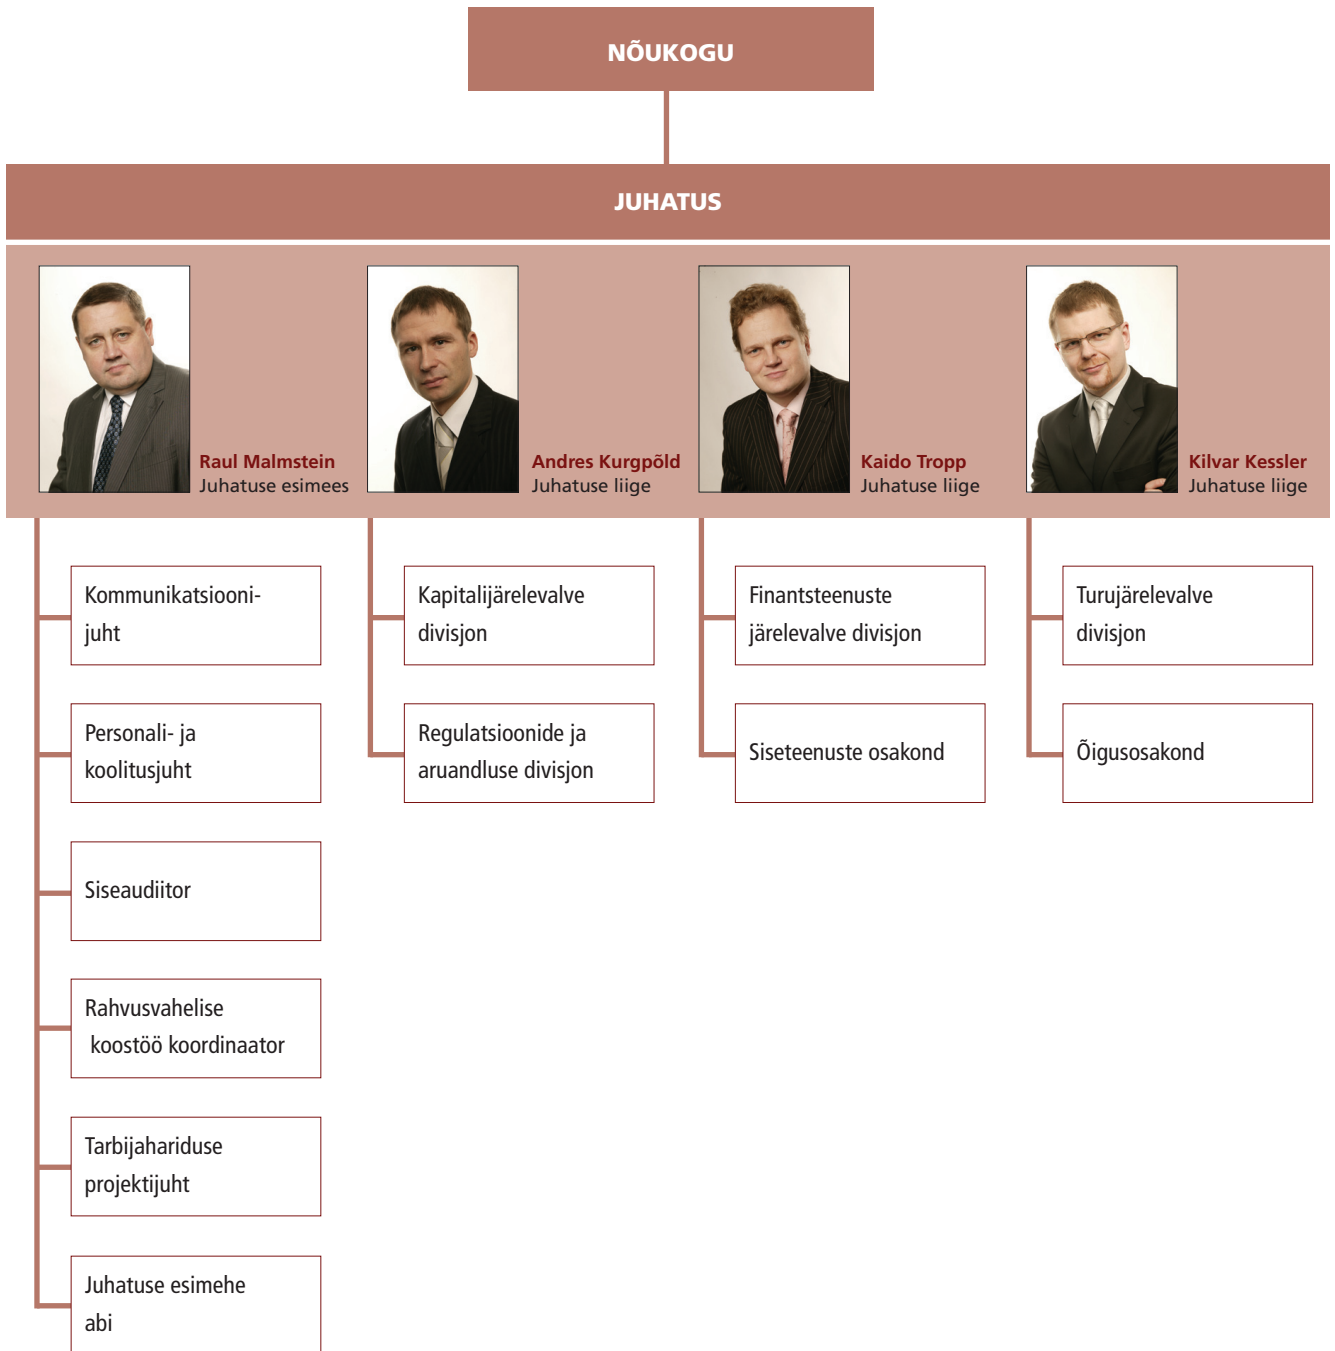 NÕUKOGU
JUHATUS
Raul Malmstein
Juhatuse esimees
Andres Kurgpõld
Juhatuse liige
Kaido Tropp
Juhatuse liige
Kilvar Kessler
Juhatuse liige
Kommunikatsiooni-
juht
Personali- ja
koolitusjuht
Siseaudiitor
Rahvusvahelise
koostöö koordinaator
Tarbijahariduse
projektijuht
Juhatuse esimehe
abi
Kapitalijärelevalve
divisjon
Regulatsioonide ja
aruandluse divisjon
Finantsteenuste
järelevalve divisjon
Siseteenuste osakond
Turujärelevalve
divisjon
Õigusosakond